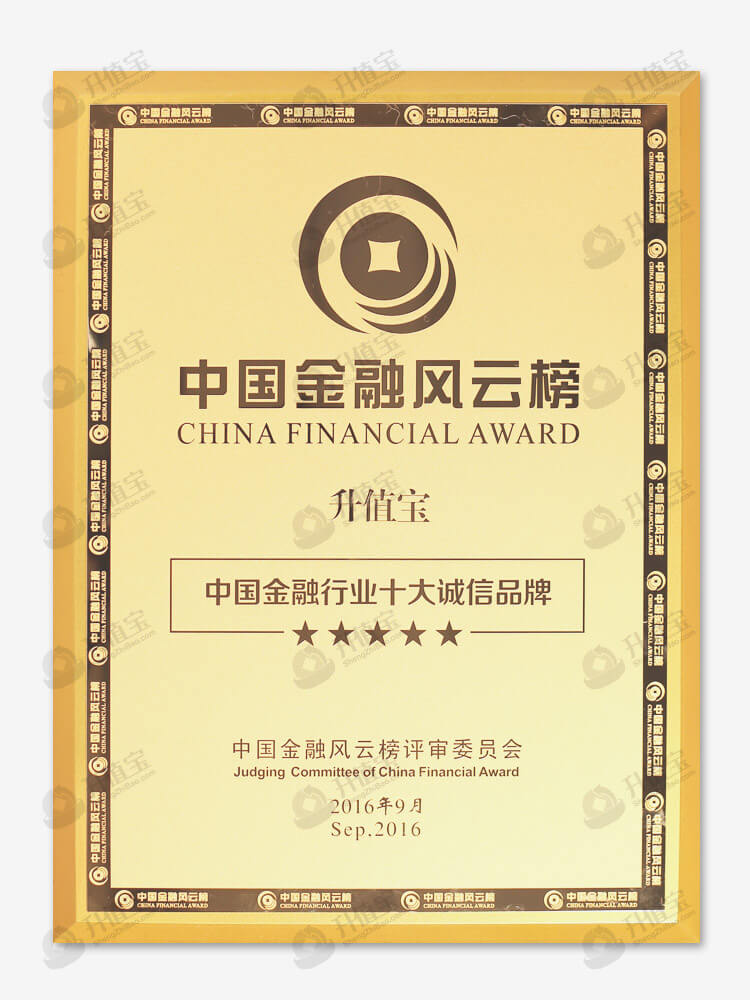 中国金融风云榜
CHINA FINANCIAL AWARD
升值宝
中国金融行业十大诚信品牌
★★★★★
中国金融风云榜评审委员会
Judging Committee of China Financial Award
2016年9月
Sep,2016
中国金融风云榜
CHINA FINANCIAL AWARD
升值宝
ShengZhiBao.com